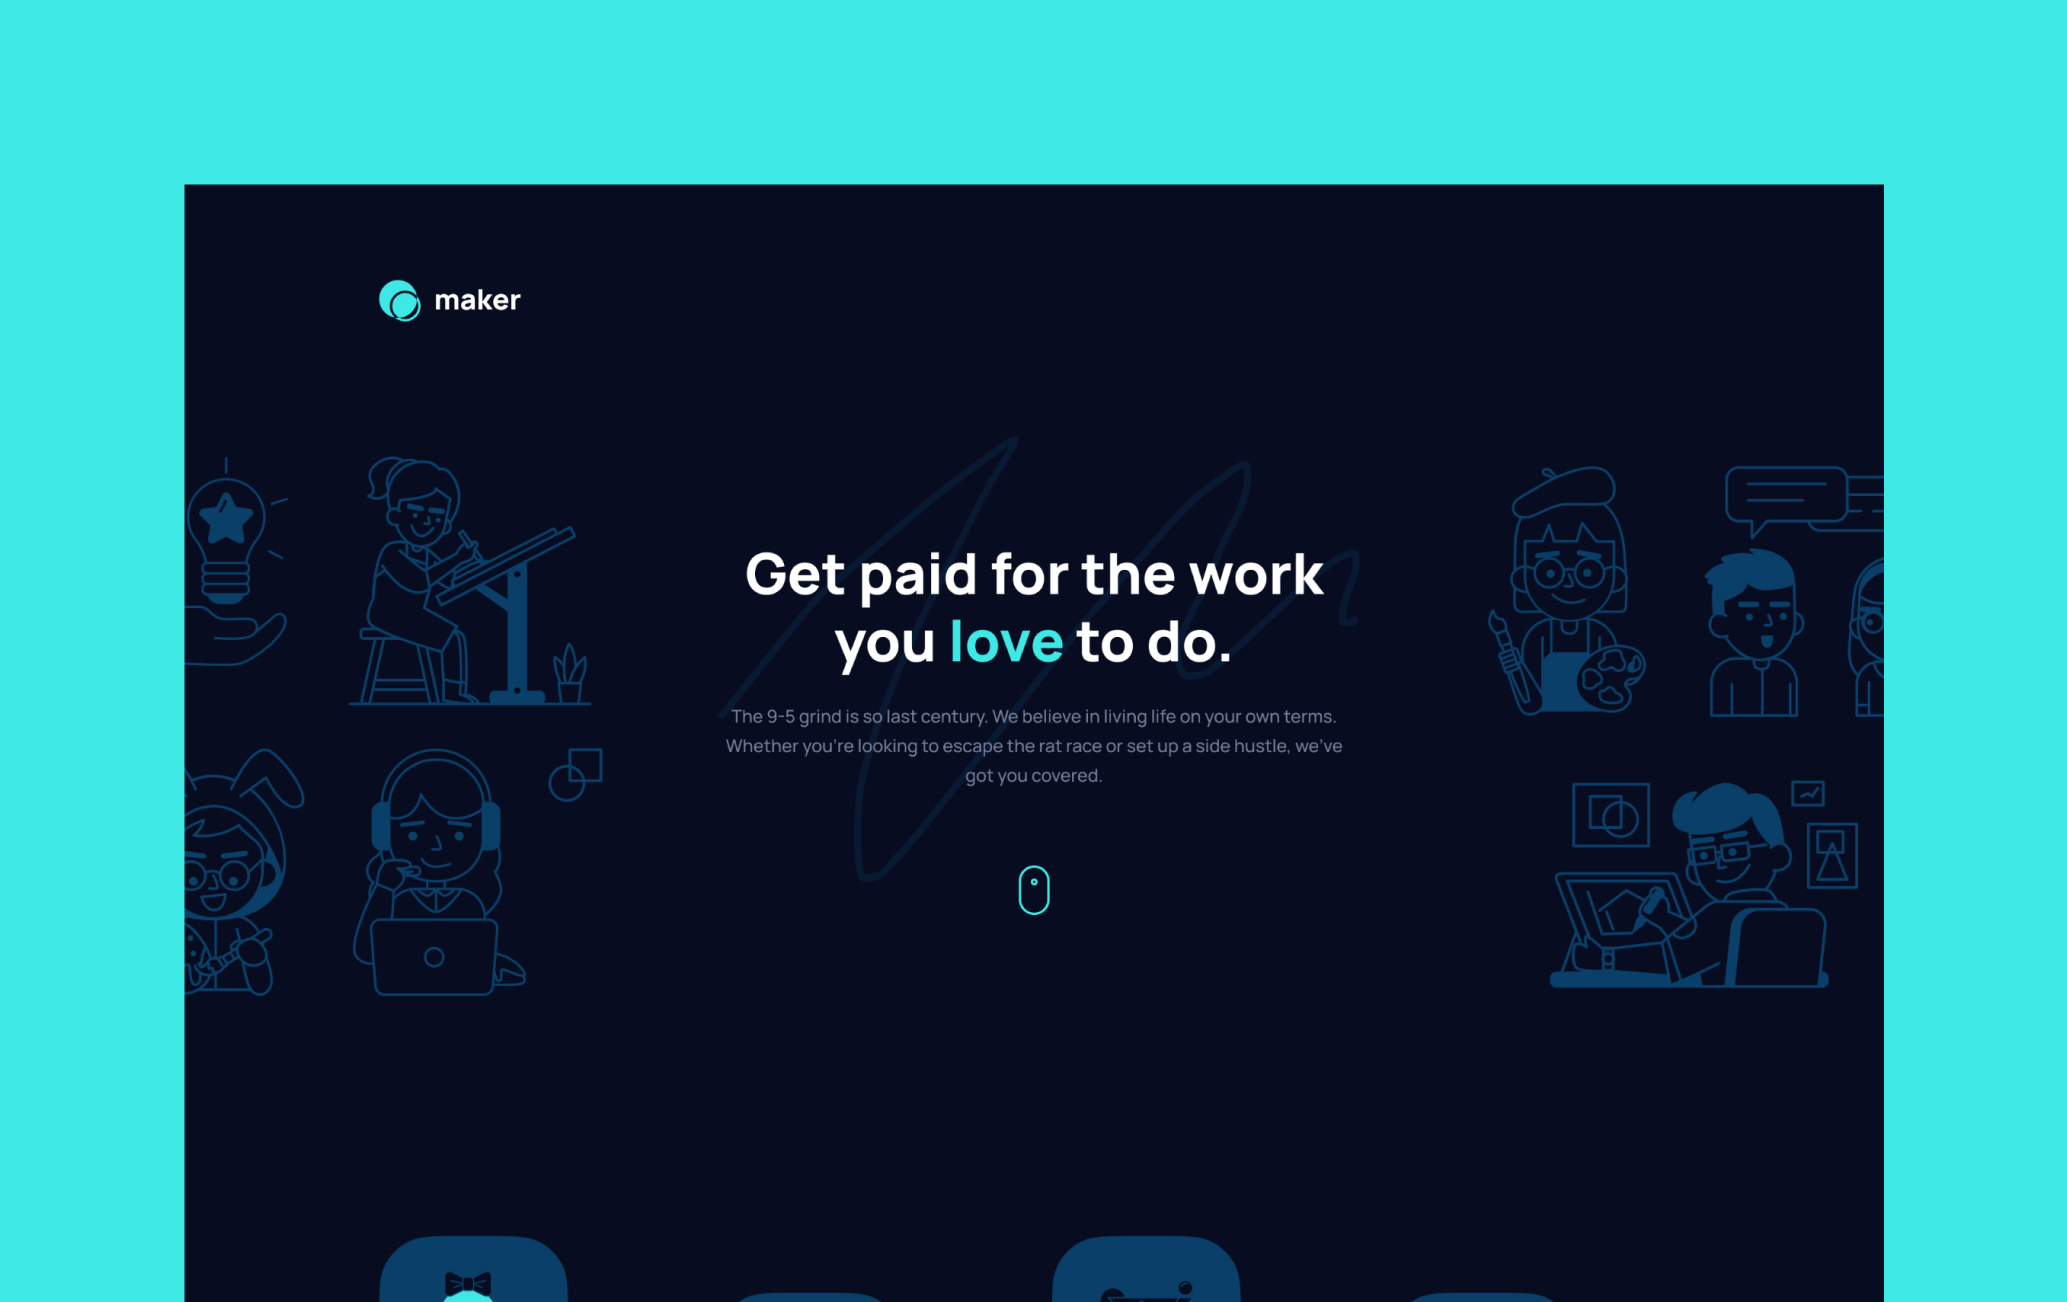 maker
Get paid for the work
you love to do.
The 9-5 grind is so last century. We believe in living life on your own terms.
Whether you're looking to escape the rat race or set up a side hustle, we've
got you covered.